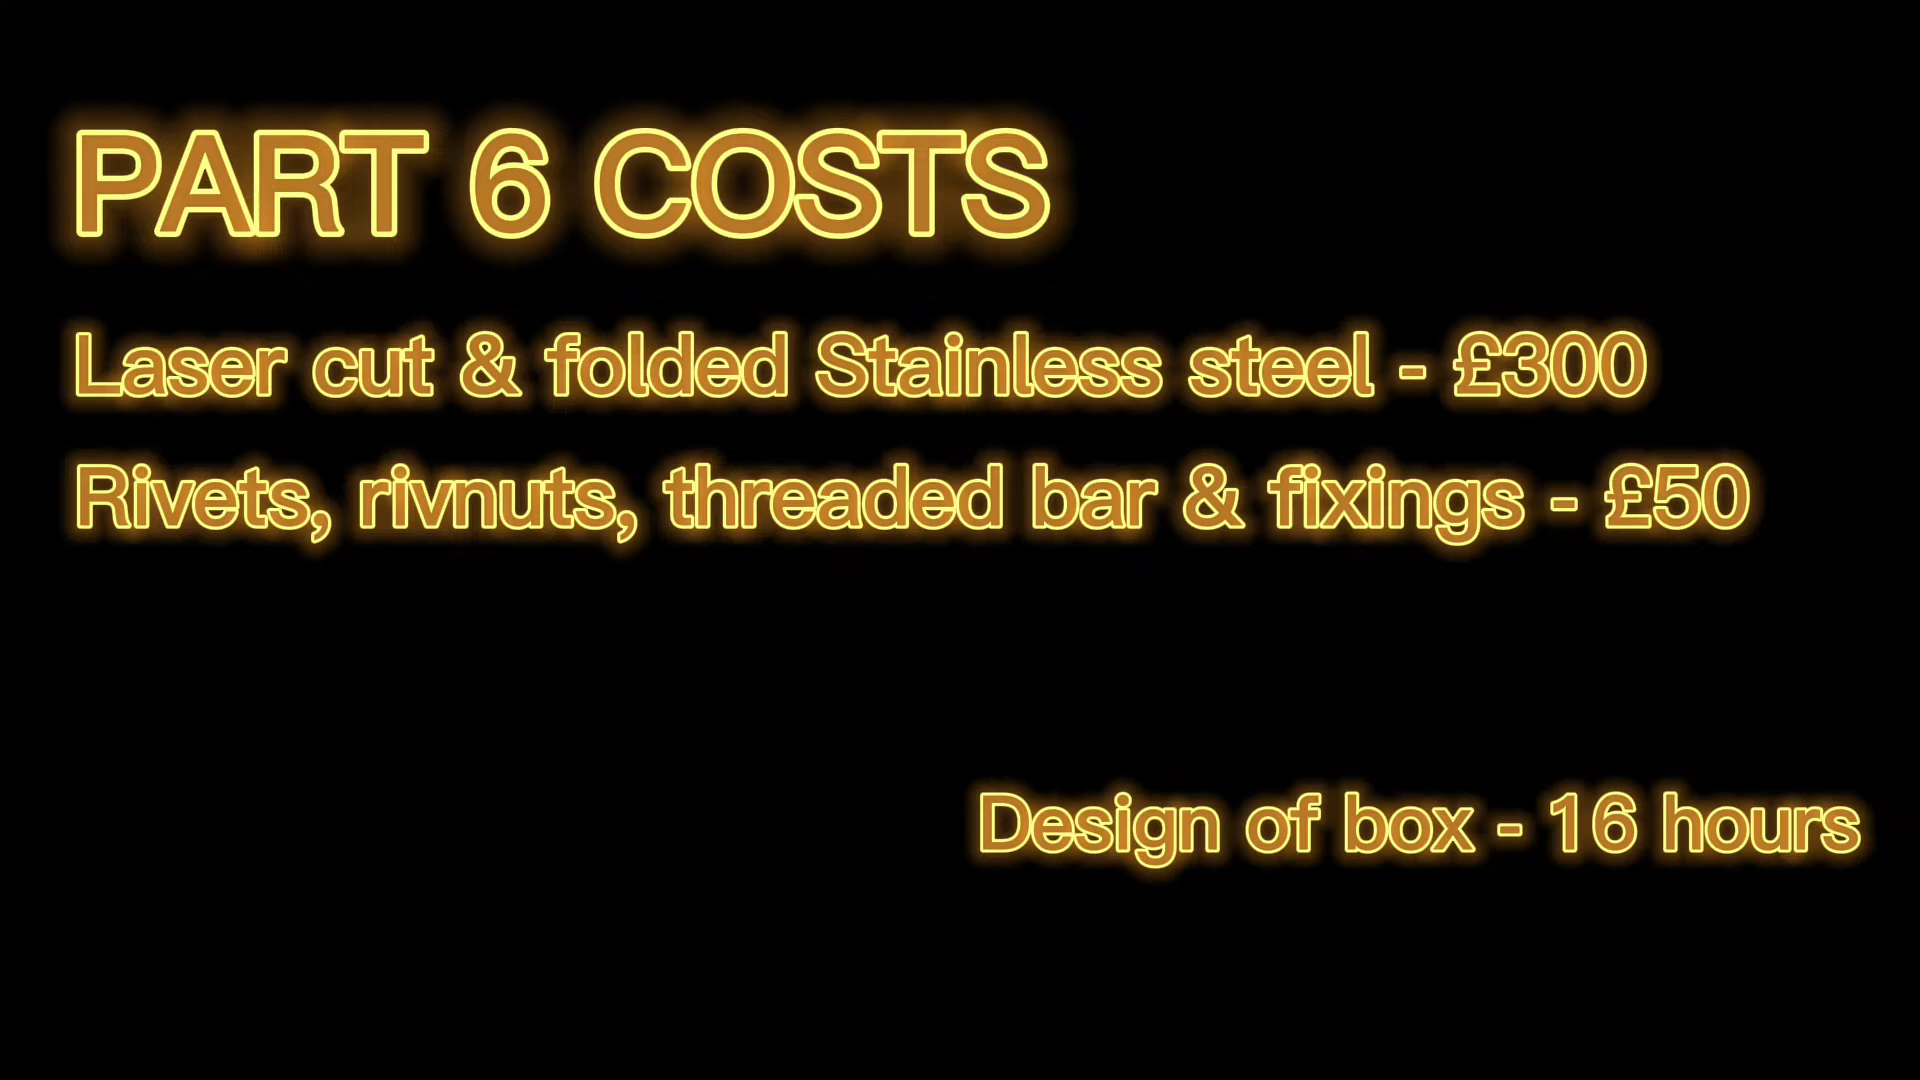 PART 6 COSTS
Laser cut & folded Stainless steel - £300
Rivets, rivnuts, threaded bar & fixings - £50
Design of box - 16 hours